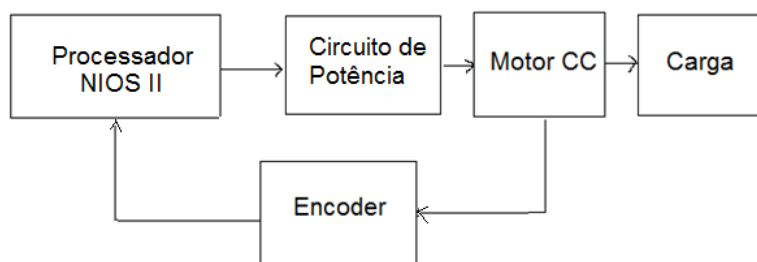 Processador
NIOS II
Circuito de
Potência
Motor CC
Carga
Encoder